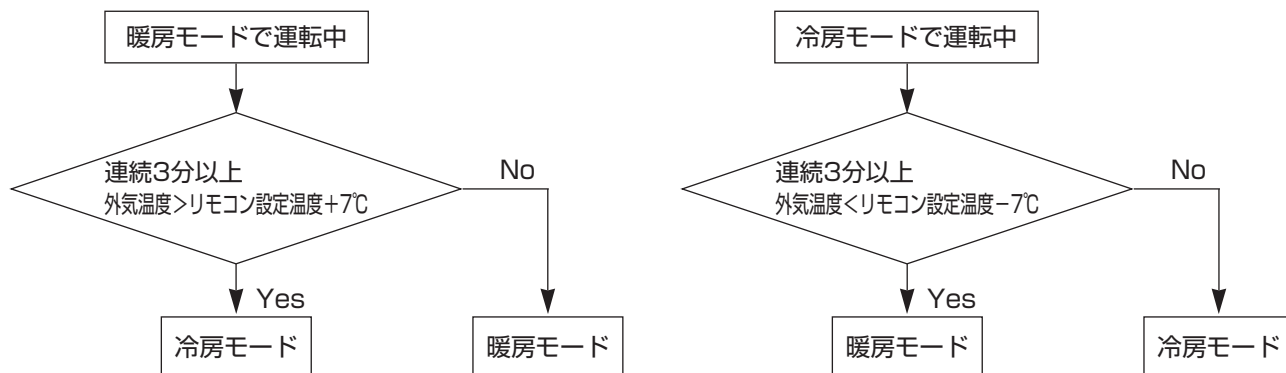 暖房モードで運転中
連続3分以上
外気温度>リモコン設定温度+7℃
No
Yes
冷房モード
暖房モード
冷房モードで運転中
連続3分以上
外気温度<リモコン設定温度-7℃
No
Yes
暖房モード
冷房モード